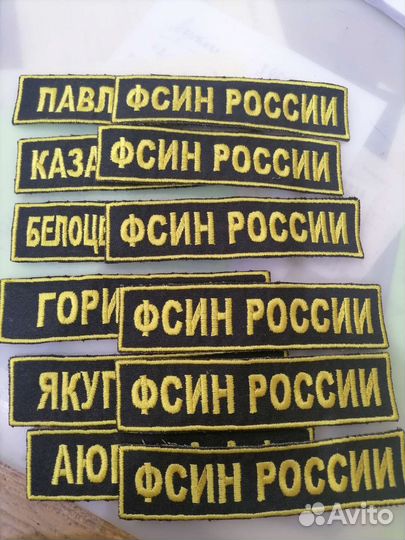 ПАВЛ ФСИН РОССИИ
КАЗА ФСИН РОССИИ
БЕЛОЦ ФСИН РОССИИ
ГОРИ ФСИН РОССИИ
ЯКУП ФСИН РОССИИ
АЮ ФСИН РОССИИ
Avito